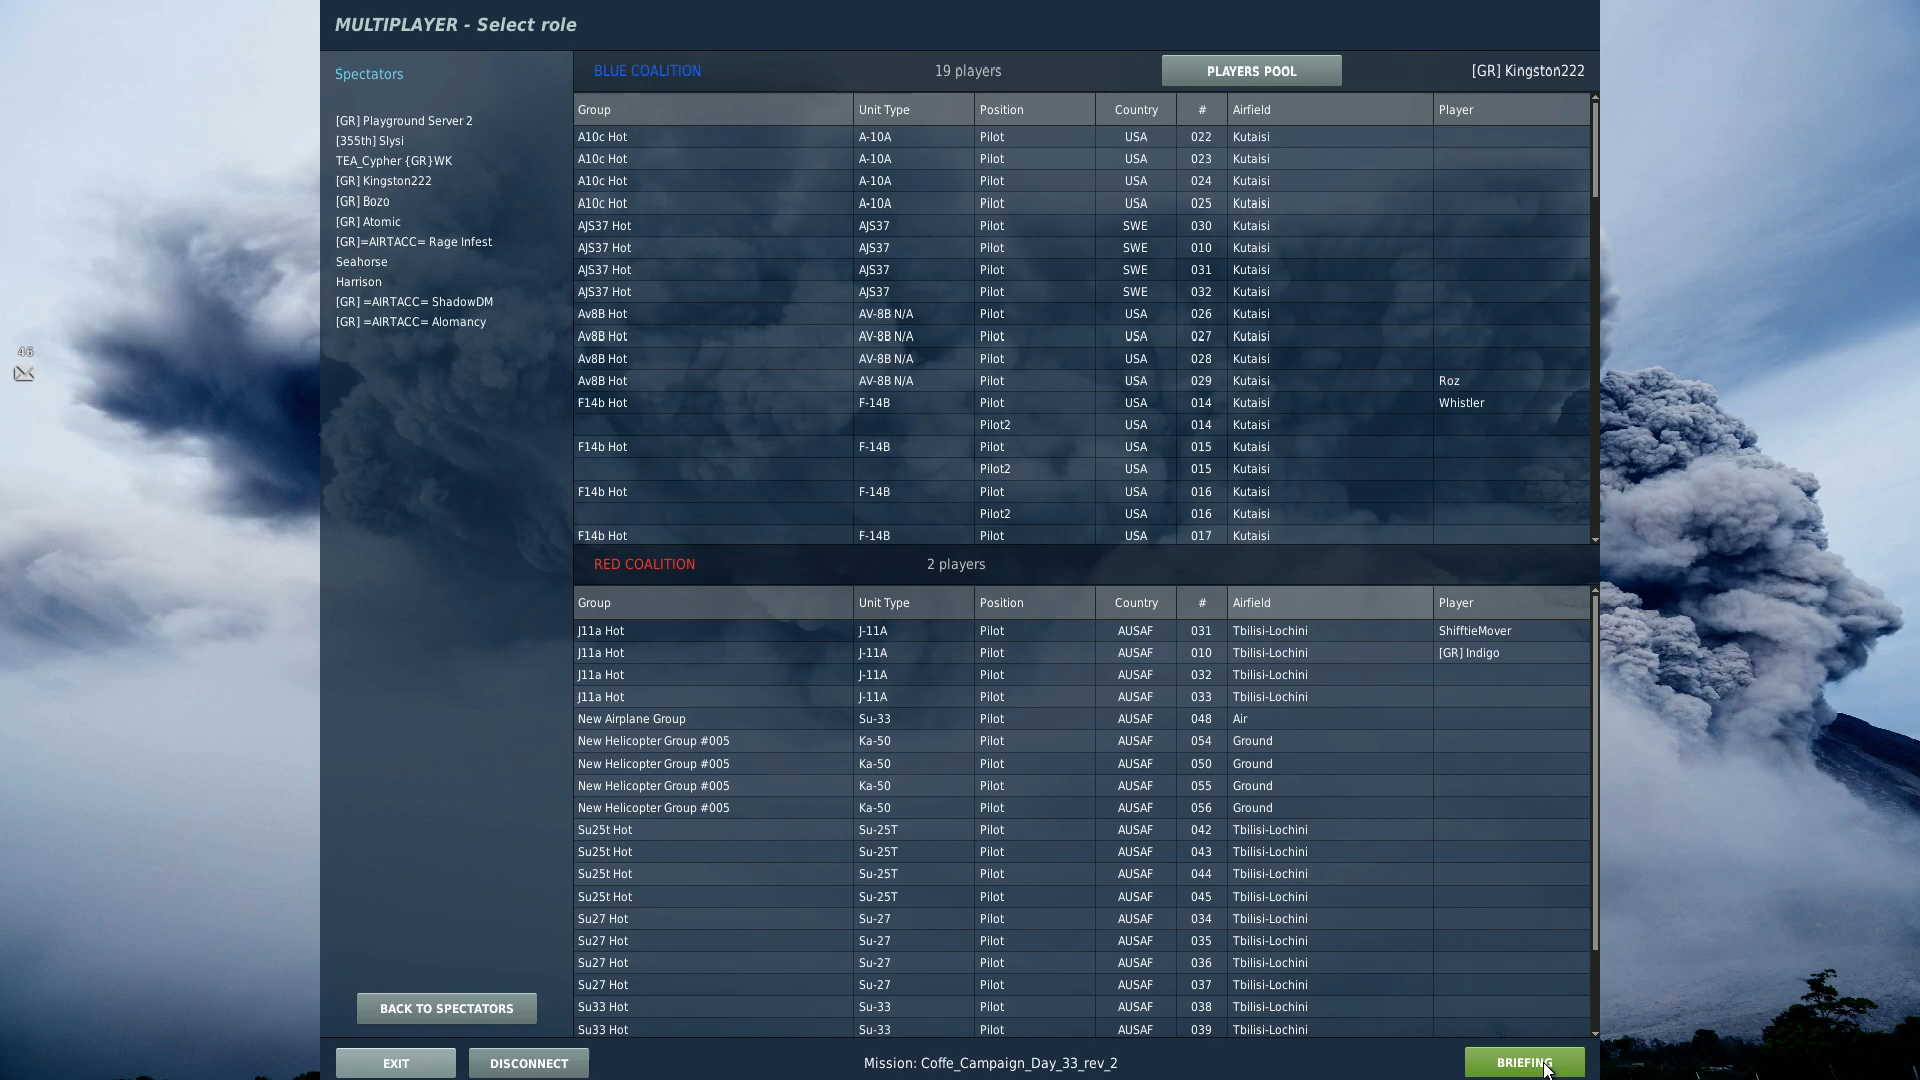 MULTIPLAYER - Select role
Spectators
[GR] Playground Server 2
[355th] Slysi
TEA_Cypher {GR}WK
[GR] Kingston222
[GR] Bozo
[GR] Atomic
[GR]=AIRTACC= Rage Infest
Seahorse
Harrison
[GR] =AIRTACC= ShadowDM
[GR] =AIRTACC= Alomancy
46
BACK TO SPECTATORS
BLUE COALITION 19 players PLAYERS POOL [GR] Kingston222
Group Unit Type Position Country # Airfield Player
A10c Hot A-10A Pilot USA 022 Kutaisi
A10c Hot A-10A Pilot USA 023 Kutaisi
A10c Hot A-10A Pilot USA 024 Kutaisi
A10c Hot A-10A Pilot USA 025 Kutaisi
AJS37 Hot AJS37 Pilot SWE 030 Kutaisi
AJS37 Hot AJS37 Pilot SWE 010 Kutaisi
AJS37 Hot AJS37 Pilot SWE 031 Kutaisi
AJS37 Hot AJS37 Pilot SWE 032 Kutaisi
Av8B Hot AV-8B N/A Pilot USA 026 Kutaisi
Av8B Hot AV-8B N/A Pilot USA 027 Kutaisi
Av8B Hot AV-8B N/A Pilot USA 028 Kutaisi
Av8B Hot AV-8B N/A Pilot USA 029 Kutaisi Roz
F14b Hot F-14B Pilot USA 014 Kutaisi Whistler
Pilot2 USA 014 Kutaisi
F14b Hot F-14B Pilot USA 015 Kutaisi
Pilot2 USA 015 Kutaisi
F14b Hot F-14B Pilot USA 016 Kutaisi
Pilot2 USA 016 Kutaisi
F14b Hot F-14B Pilot USA 017 Kutaisi
RED COALITION 2 players
Group Unit Type Position Country # Airfield Player
J11a Hot J-11A Pilot AUSAF 031 Tbilisi-Lochini ShifftieMover
J11a Hot J-11A Pilot AUSAF 010 Tbilisi-Lochini [GR] Indigo
J11a Hot J-11A Pilot AUSAF 032 Tbilisi-Lochini
J11a Hot J-11A Pilot AUSAF 033 Tbilisi-Lochini
New Airplane Group Su-33 Pilot AUSAF 048 Air
New Helicopter Group #005 Ka-50 Pilot AUSAF 054 Ground
New Helicopter Group #005 Ka-50 Pilot AUSAF 050 Ground
New Helicopter Group #005 Ka-50 Pilot AUSAF 055 Ground
New Helicopter Group #005 Ka-50 Pilot AUSAF 056 Ground
Su25t Hot Su-25T Pilot AUSAF 042 Tbilisi-Lochini
Su25t Hot Su-25T Pilot AUSAF 043 Tbilisi-Lochini
Su25t Hot Su-25T Pilot AUSAF 044 Tbilisi-Lochini
Su25t Hot Su-25T Pilot AUSAF 045 Tbilisi-Lochini
Su27 Hot Su-27 Pilot AUSAF 034 Tbilisi-Lochini
Su27 Hot Su-27 Pilot AUSAF 035 Tbilisi-Lochini
Su27 Hot Su-27 Pilot AUSAF 036 Tbilisi-Lochini
Su27 Hot Su-27 Pilot AUSAF 037 Tbilisi-Lochini
Su33 Hot Su-33 Pilot AUSAF 038 Tbilisi-Lochini
Su33 Hot Su-33 Pilot AUSAF 039 Tbilisi-Lochini
EXIT DISCONNECT Mission: Coffe_Campaign_Day_33_rev_2 BRIEFING